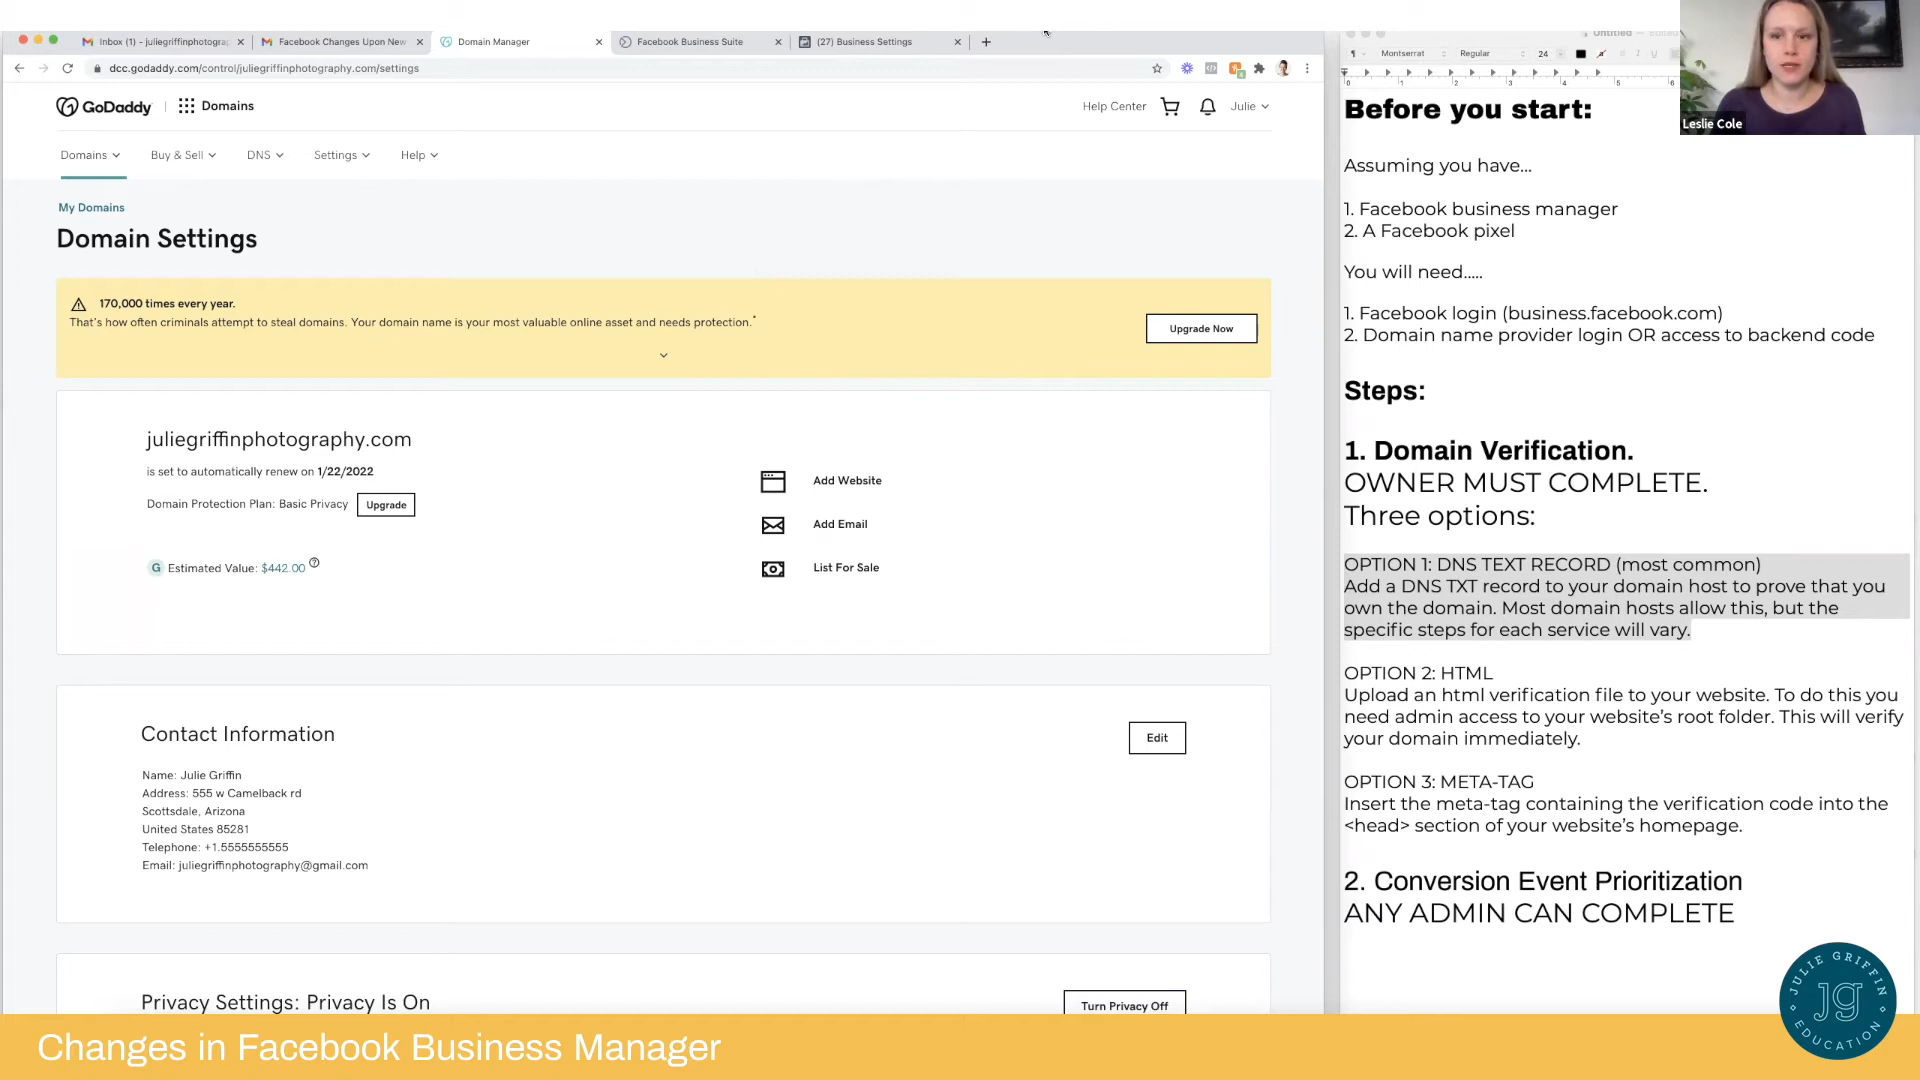 Inbox (1) - juliegriffinphotograp
Facebook Changes Upon New
Domain Manager
Facebook Business Suite
(27) Business Settings
dcc.godaddy.com/control/juliegriffinphotography.com/settings
GoDaddy
Domains
Help Center
Julie
Domains
Buy & Sell
DNS
Settings
Help
My Domains
Domain Settings
170,000 times every year.
That's how often criminals attempt to steal domains. Your domain name is your most valuable online asset and needs protection.*
Upgrade Now
juliegriffinphotography.com
is set to automatically renew on 1/22/2022
Domain Protection Plan: Basic Privacy
Upgrade
G Estimated Value: $442.00
Add Website
Add Email
List For Sale
Contact Information
Edit
Name: Julie Griffin
Address: 555 w Camelback rd
Scottsdale, Arizona
United States 85281
Telephone: +1.5555555555
Email: juliegriffinphotography@gmail.com
Privacy Settings: Privacy Is On
Turn Privacy Off
Untitled — Edited
Montserrat
Regular
24
0 1 2 3 4 5 6
Leslie Cole
Before you start:
Assuming you have...
1. Facebook business manager
2. A Facebook pixel
You will need.....
1. Facebook login (business.facebook.com)
2. Domain name provider login OR access to backend code
Steps:
1. Domain Verification.
OWNER MUST COMPLETE.
Three options:
OPTION 1: DNS TEXT RECORD (most common)
Add a DNS TXT record to your domain host to prove that you
own the domain. Most domain hosts allow this, but the
specific steps for each service will vary.
OPTION 2: HTML
Upload an html verification file to your website. To do this you
need admin access to your website's root folder. This will verify
your domain immediately.
OPTION 3: META-TAG
Insert the meta-tag containing the verification code into the
<head> section of your website's homepage.
2. Conversion Event Prioritization
ANY ADMIN CAN COMPLETE
JULIE GRIFFIN
jg
EDUCATION
Changes in Facebook Business Manager